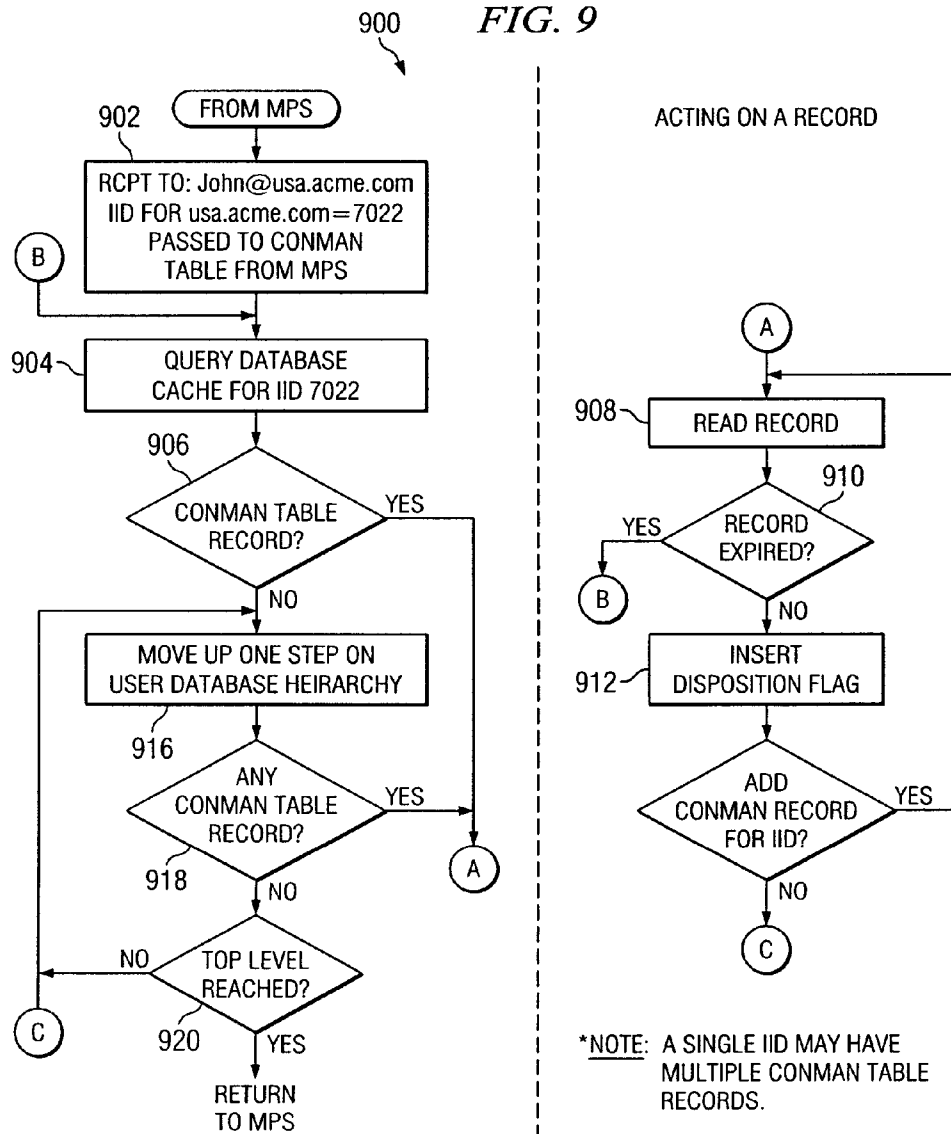 FIG. 9
900
FROM MPS
902
RCPT TO: John@usa.acme.com
IID FOR usa.acme.com=7022
PASSED TO CONMAN
TABLE FROM MPS
B
904
QUERY DATABASE
CACHE FOR IID 7022
906
CONMAN TABLE
RECORD?
YES
NO
MOVE UP ONE STEP ON
USER DATABASE HEIRARCHY
916
ANY
CONMAN TABLE
RECORD?
YES
918
A
NO
TOP LEVEL
REACHED?
NO
920
C
YES
RETURN
TO MPS
ACTING ON A RECORD
A
908
READ RECORD
910
RECORD
EXPIRED?
YES
B
NO
912
INSERT
DISPOSITION FLAG
ADD
CONMAN RECORD
FOR IID?
YES
NO
C
*NOTE: A SINGLE IID MAY HAVE
MULTIPLE CONMAN TABLE
RECORDS.